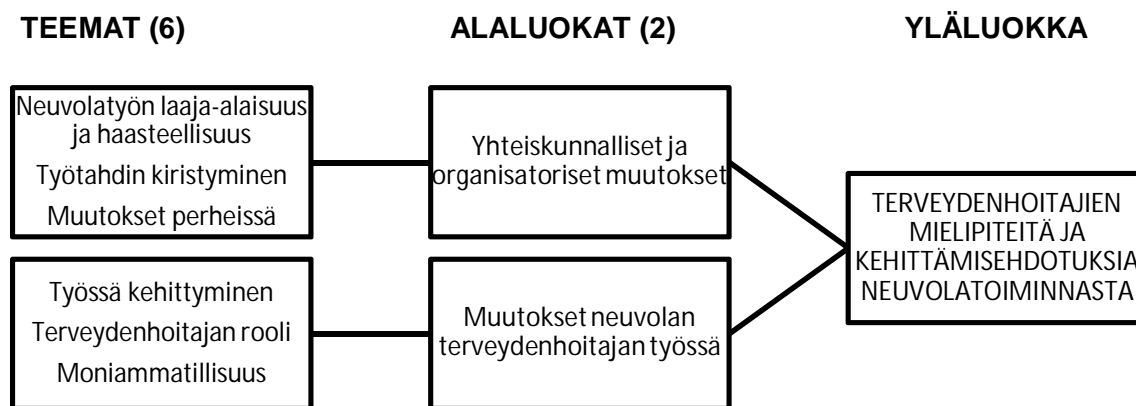 TEEMAT (6)
ALALUOKAT (2)
YLÄLUOKKA
Neuvolatyön laaja-alaisuus
ja haasteellisuus
Työtahdin kiristyminen
Muutokset perheissä
Yhteiskunnalliset ja
organisatoriset muutokset
TERVEYDENHOITAJIEN
MIELIPITEITÄ JA
KEHITTÄMISEHDOTUKSIA
NEUVOLATOIMINNASTA
Työssä kehittyminen
Terveydenhoitajan rooli
Moniammatillisuus
Muutokset neuvolan
terveydenhoitajan työssä